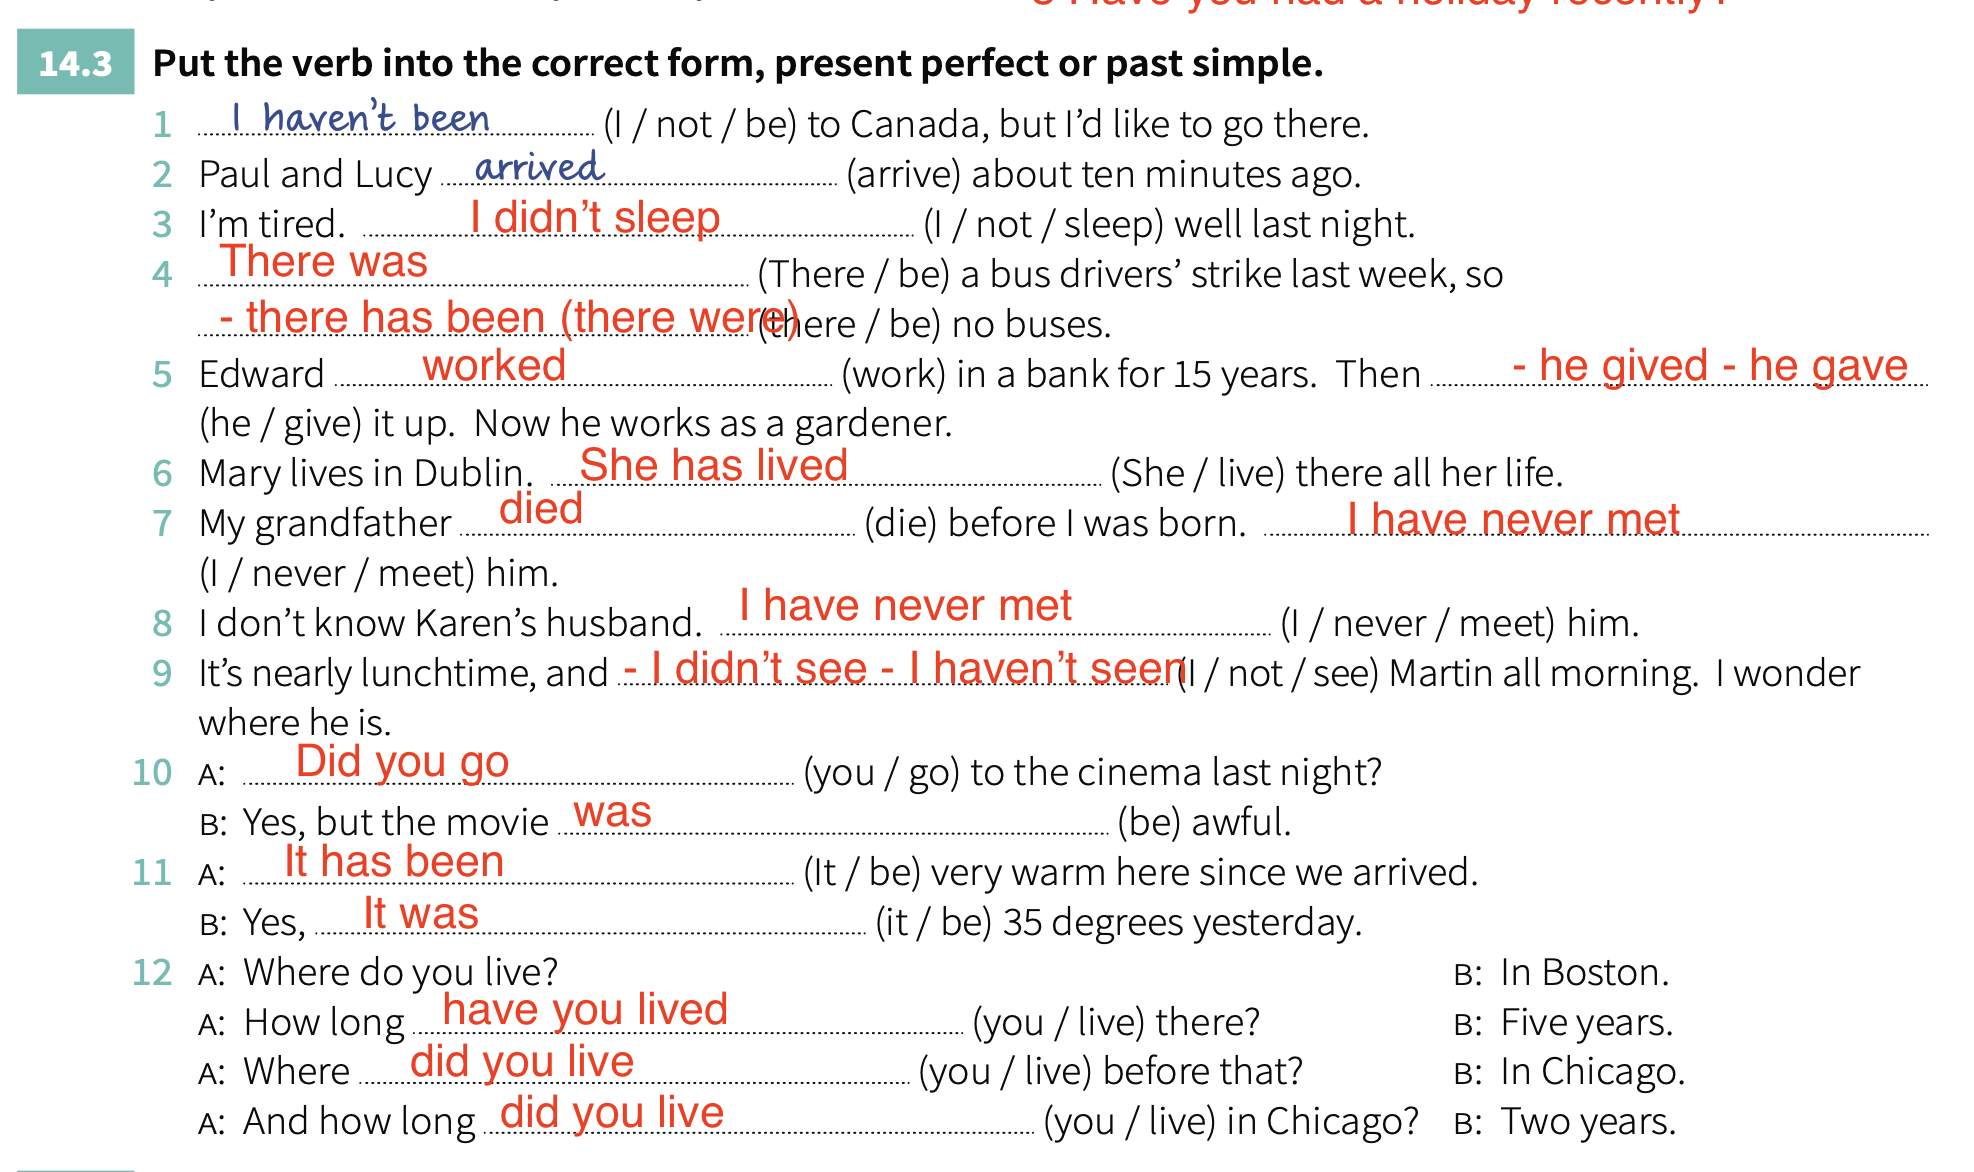 14.3 Put the verb into the correct form, present perfect or past simple.
1 I haven't been (I / not / be) to Canada, but I'd like to go there.
2 Paul and Lucy arrived (arrive) about ten minutes ago.
3 I'm tired. I didn't sleep (I / not / sleep) well last night.
4 There was (There / be) a bus drivers' strike last week, so
- there has been (there were) (there / be) no buses.
5 Edward worked (work) in a bank for 15 years. Then - he gived - he gave
(he / give) it up. Now he works as a gardener.
6 Mary lives in Dublin. She has lived (She / live) there all her life.
7 My grandfather died (die) before I was born. I have never met
(I / never / meet) him.
8 I don't know Karen's husband. I have never met (I / never / meet) him.
9 It's nearly lunchtime, and - I didn't see - I haven't seen (I / not / see) Martin all morning. I wonder
where he is.
10 A: Did you go (you / go) to the cinema last night?
B: Yes, but the movie was (be) awful.
11 A: It has been (It / be) very warm here since we arrived.
B: Yes, It was (it / be) 35 degrees yesterday.
12 A: Where do you live? B: In Boston.
A: How long have you lived (you / live) there? B: Five years.
A: Where did you live (you / live) before that? B: In Chicago.
A: And how long did you live (you / live) in Chicago? B: Two years.